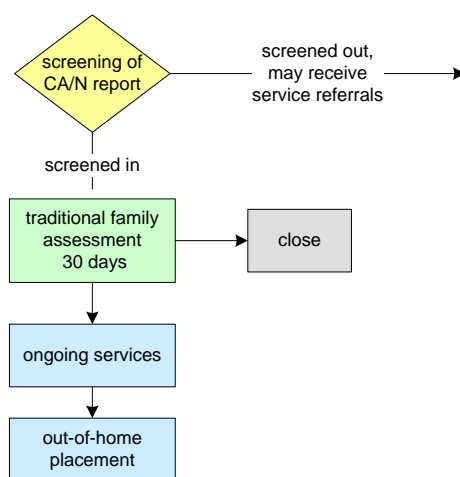 screening of
CA/N report
screened out,
may receive
service referrals
screened in
traditional family
assessment
30 days
close
ongoing services
out-of-home
placement